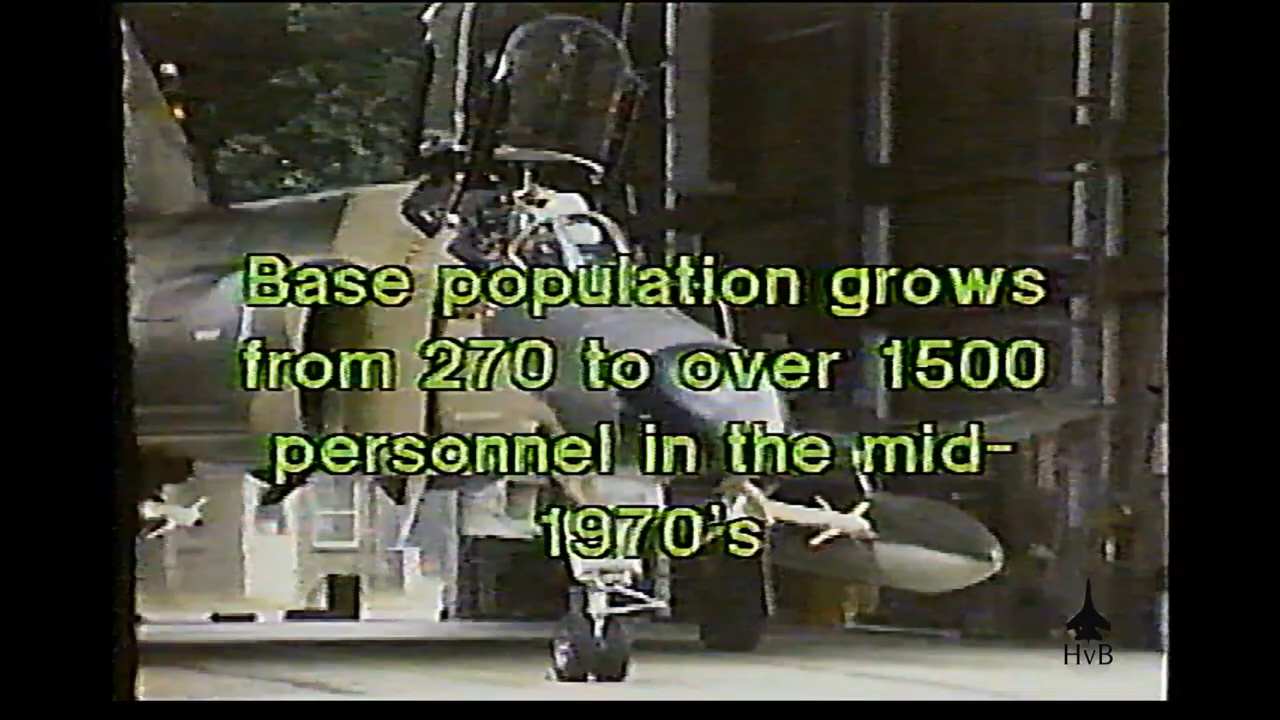 Base population grows
from 270 to over 1500
personnel in the mid-
1970's
HvB